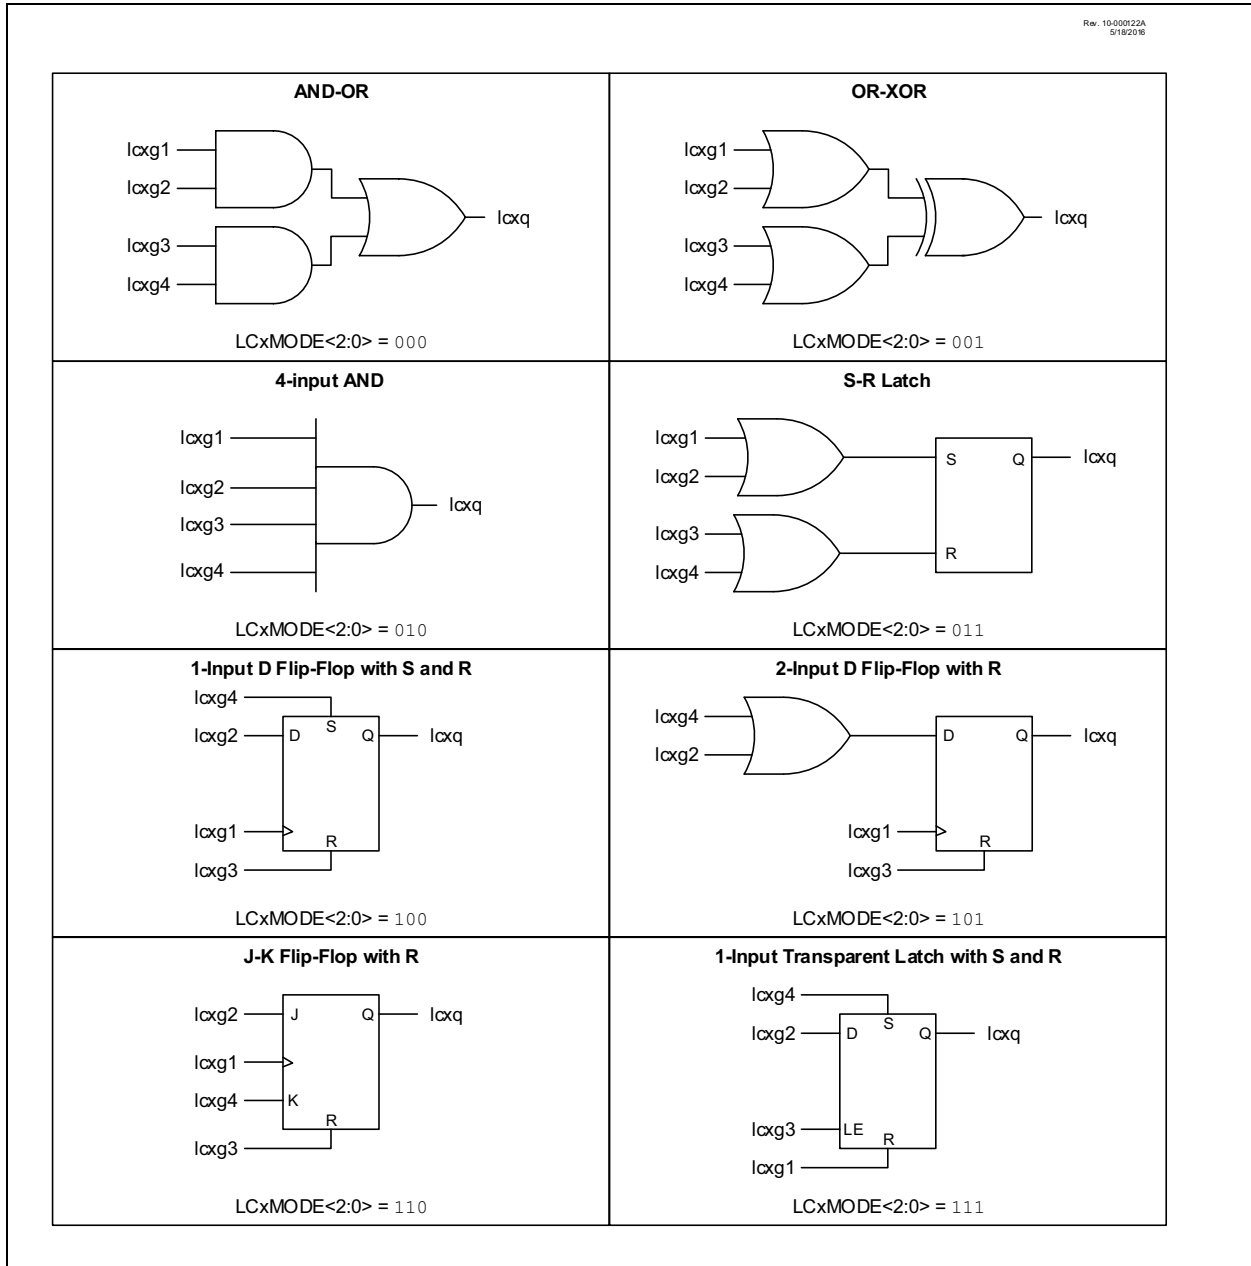 Rev. 10-000122A
5/18/2016
AND-OR
lcxg1
lcxg2
lcxg3
lcxg4
lcxq
LCxMODE<2:0> = 000
OR-XOR
lcxg1
lcxg2
lcxg3
lcxg4
lcxq
LCxMODE<2:0> = 001
4-input AND
lcxg1
lcxg2
lcxg3
lcxg4
lcxq
LCxMODE<2:0> = 010
S-R Latch
lcxg1
lcxg2
lcxg3
lcxg4
S Q lcxq
R
LCxMODE<2:0> = 011
1-Input D Flip-Flop with S and R
lcxg4
S
lcxg2 D Q lcxq
lcxg1
R
lcxg3
LCxMODE<2:0> = 100
2-Input D Flip-Flop with R
lcxg4
lcxg2
D Q lcxq
lcxg1
R
lcxg3
LCxMODE<2:0> = 101
J-K Flip-Flop with R
lcxg2 J Q lcxq
lcxg1
lcxg4 K
R
lcxg3
LCxMODE<2:0> = 110
1-Input Transparent Latch with S and R
lcxg4
S
lcxg2 D Q lcxq
lcxg3 LE
R
lcxg1
LCxMODE<2:0> = 111